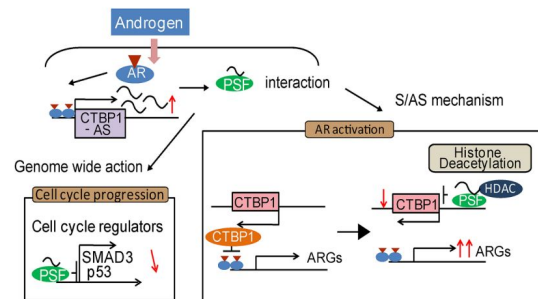 Androgen
AR
PSF
interaction
CTBP1
- AS
S/AS mechanism
AR activation
Genome wide action
Histone
Deacetylation
Cell cycle progression
HDAC
PSF
CTBP1
CTBP1
Cell cycle regulators
CTBP1
SMAD3
p53
PSF
ARGs
ARGs